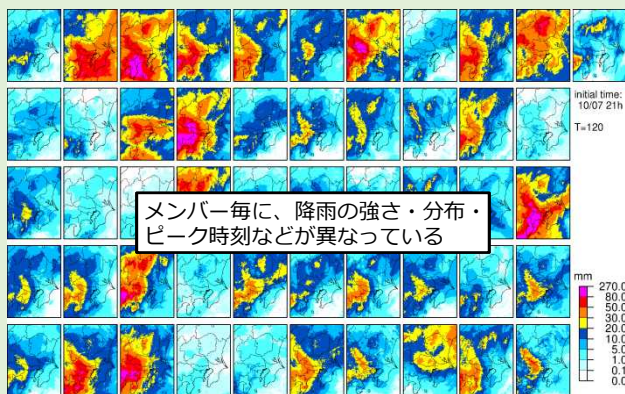 initial time:
10/07 21h
T=120
メンバー毎に、降雨の強さ・分布・
ピーク時刻などが異なっている
mm
270.0
80.0
50.0
30.0
20.0
10.0
5.0
1.0
0.1
0.0